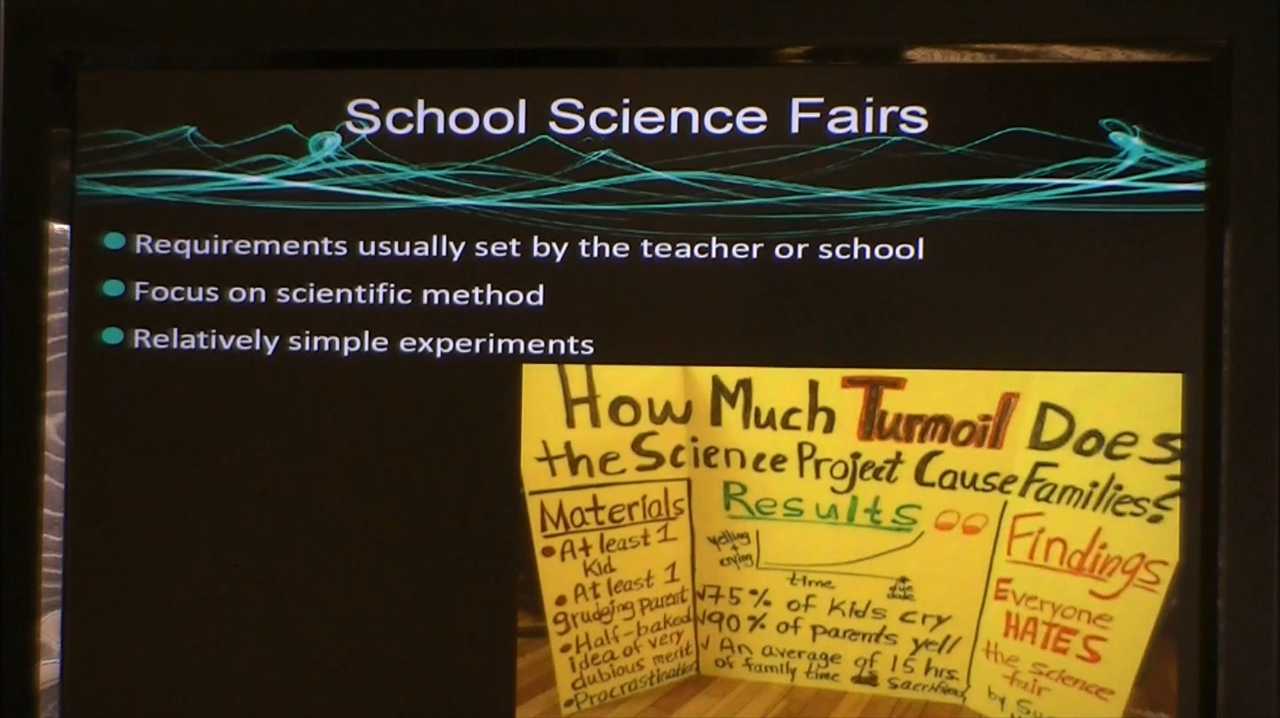 School Science Fairs
Requirements usually set by the teacher or school
Focus on scientific method
Relatively simple experiments
How Much Turmoil Does
the Science Project Cause Families?
Materials
• At least 1
Kid
• At least 1
grudging parent
• Half-baked
idea of very
dubious merit
• Procrastination
Results
yelling
+
crying
time
due
date
√ 75% of Kids cry
√ 90% of parents yell
√ An average of 15 hrs.
of family time sacrificed
Findings
Everyone
HATES
the science
fair
by